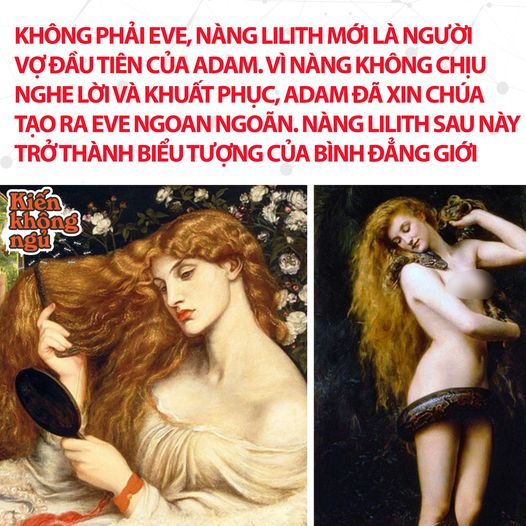 KHÔNG PHẢI EVE, NÀNG LILITH MỚI LÀ NGƯỜI
VỢ ĐẦU TIÊN CỦA ADAM. VÌ NÀNG KHÔNG CHỊU
NGHE LỜI VÀ KHUẤT PHỤC, ADAM ĐÃ XIN CHÚA
TẠO RA EVE NGOAN NGOÃN. NÀNG LILITH SAU NÀY
TRỞ THÀNH BIỂU TƯỢNG CỦA BÌNH ĐẲNG GIỚI
Kiến
không
ngủ